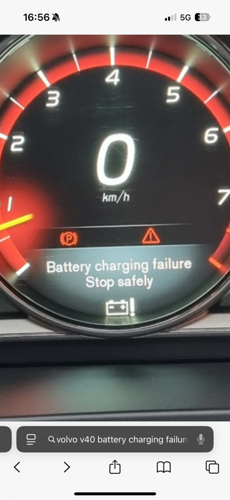 16:56
5G 33
4
3
5
2
6
1
7
0
km/h
P
Battery charging failure
Stop safely
volvo v40 battery charging failur